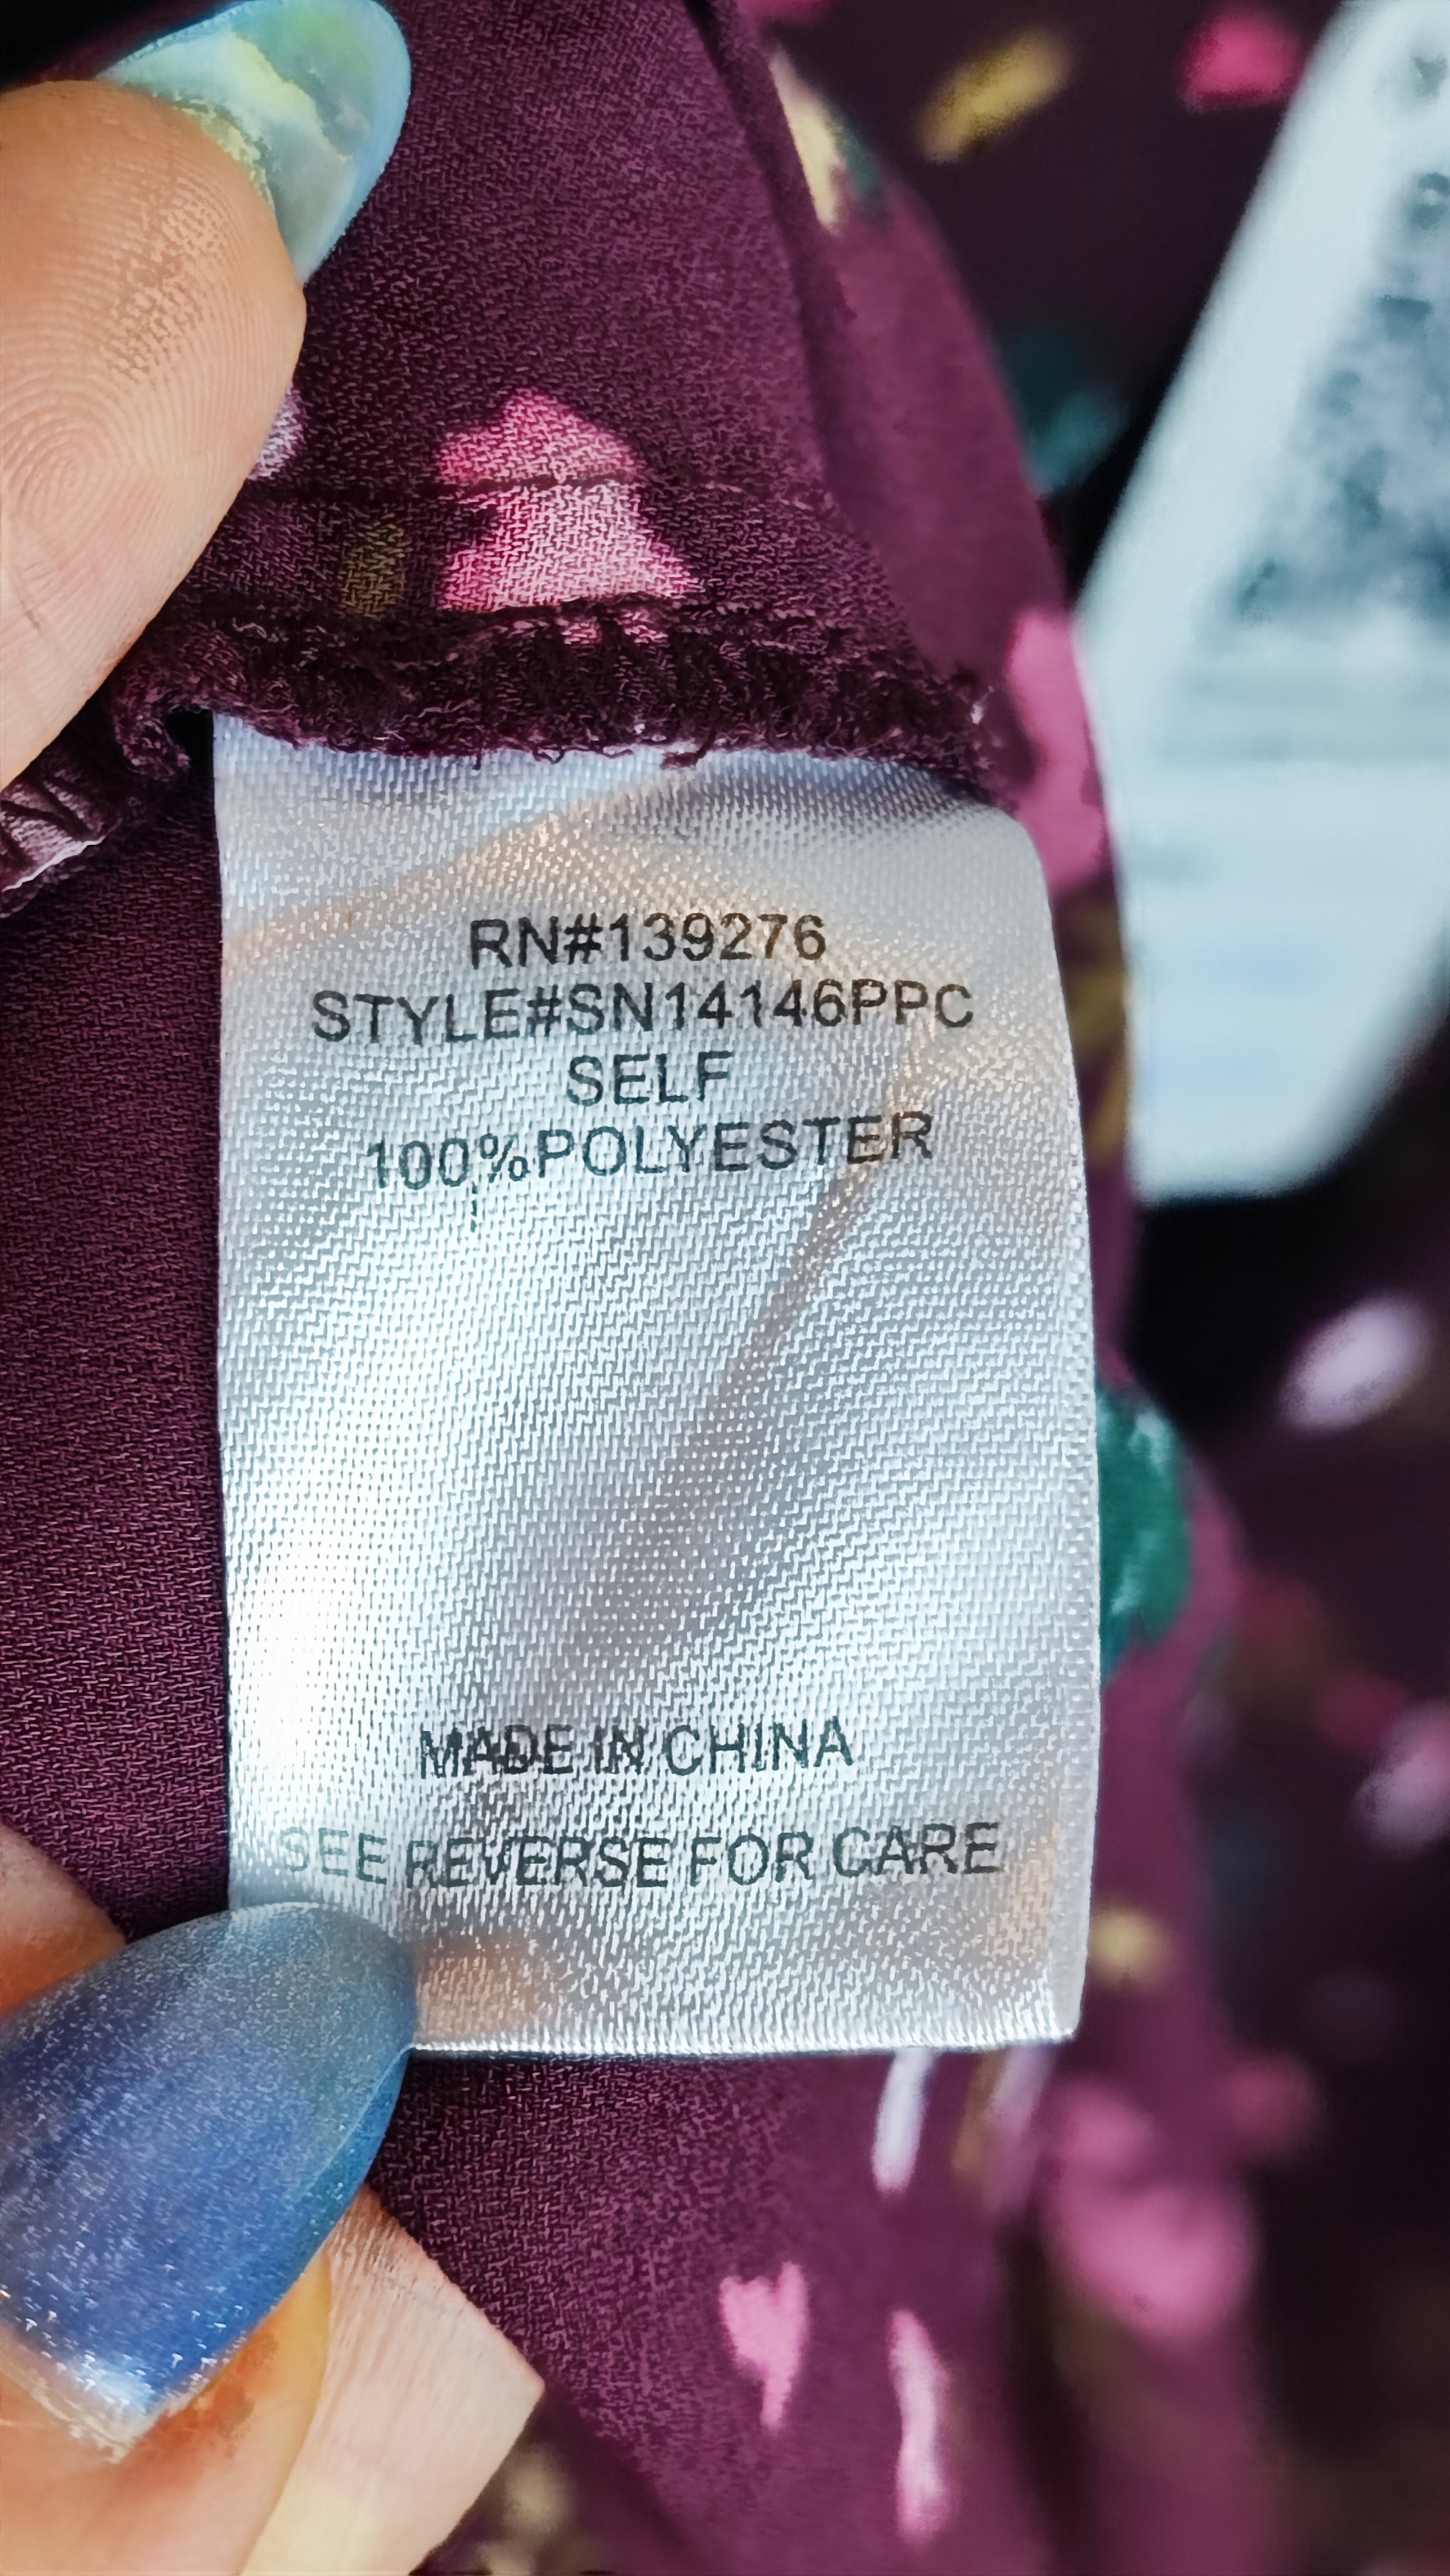 RN#139276
STYLE#SN14146PPC
SELF
100%POLYESTER
MADE IN CHINA
SEE REVERSE FOR CARE